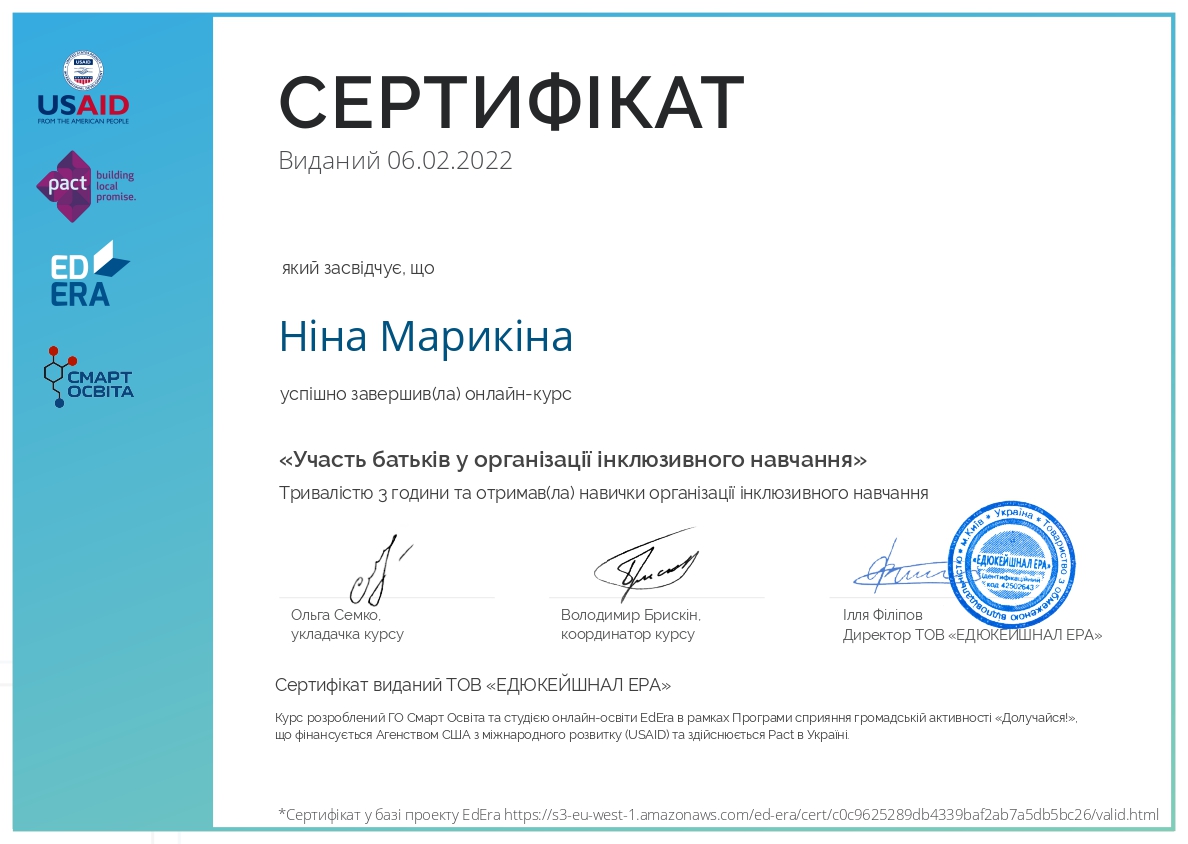 USAID
USAID
FROM THE AMERICAN PEOPLE
pact
building
local
promise.
ED
ERA
СМАРТ
ОСВІТА
СЕРТИФІКАТ
Виданий 06.02.2022
який засвідчує, що
Ніна Марикіна
успішно завершив(ла) онлайн-курс
«Участь батьків у організації інклюзивного навчання»
Тривалістю 3 години та отримав(ла) навички організації інклюзивного навчання
Ольга Семко,
укладачка курсу
Володимир Брискін,
координатор курсу
Ілля Філіпов
Директор ТОВ «ЕДЮКЕЙШНАЛ ЕРА»
м.Київ * Україна * Товариство з обмеженою відповідальністю *
«ЕДЮКЕЙШНАЛ ЕРА»
ідентифікаційний
код 42502643
Сертифікат виданий ТОВ «ЕДЮКЕЙШНАЛ ЕРА»
Курс розроблений ГО Смарт Освіта та студією онлайн-освіти EdEra в рамках Програми сприяння громадській активності «Долучайся!»,
що фінансується Агенством США з міжнародного розвитку (USAID) та здійснюється Pact в Україні.
*Сертифікат у базі проекту EdEra https://s3-eu-west-1.amazonaws.com/ed-era/cert/c0c9625289db4339baf2ab7a5db5bc26/valid.html